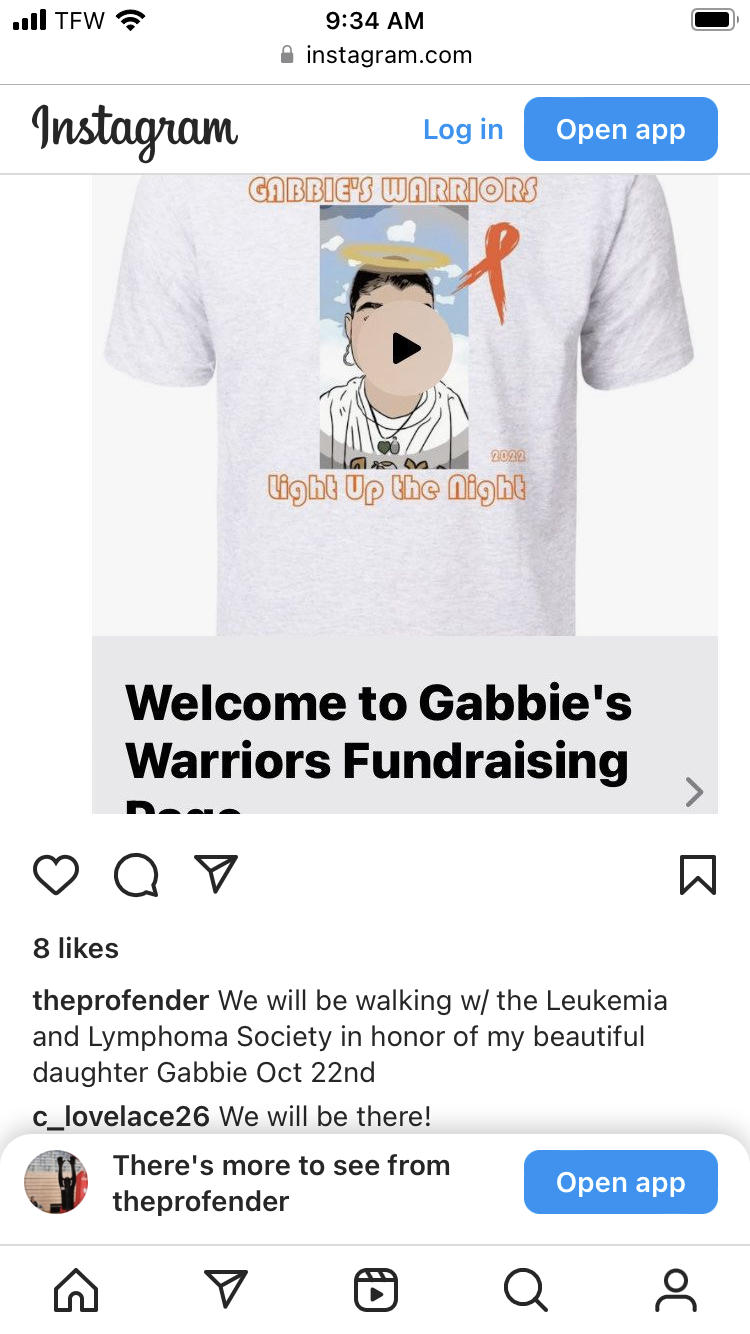 TFW 9:34 AM
instagram.com
Instagram Log in Open app
GABBIE'S WARRIORS
2022
Light Up the Night
Welcome to Gabbie's
Warriors Fundraising
Page
8 likes
theprofender We will be walking w/ the Leukemia
and Lymphoma Society in honor of my beautiful
daughter Gabbie Oct 22nd
c_lovelace26 We will be there!
There's more to see from
theprofender
Open app